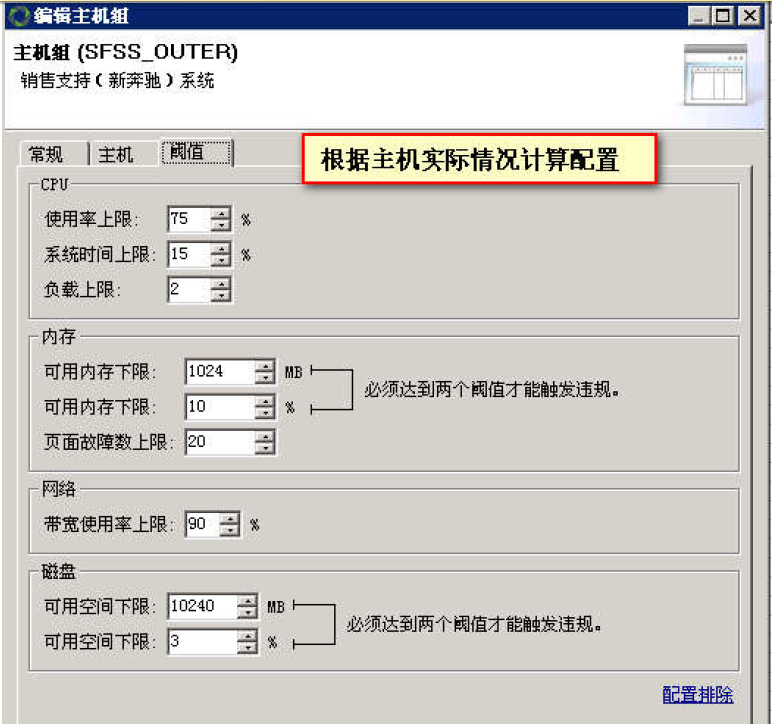 编辑主机组
主机组 (SFSS_OUTER)
销售支持（新奔驰）系统
常规 主机 阈值
根据主机实际情况计算配置
CPU
使用率上限: 75 %
系统时间上限: 15 %
负载上限: 2
内存
可用内存下限: 1024 MB
必须达到两个阈值才能触发违规。
可用内存下限: 10 %
页面故障数上限: 20
网络
带宽使用率上限: 90 %
磁盘
可用空间下限: 10240 MB
必须达到两个阈值才能触发违规。
可用空间下限: 3 %
配置排除